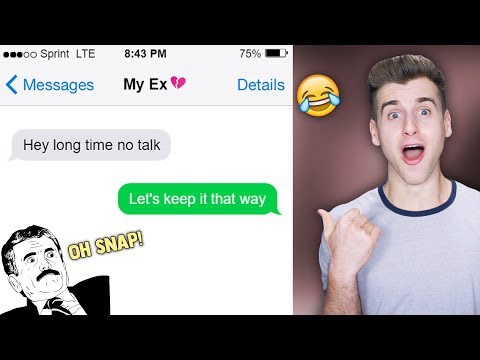 ●●●○○ Sprint LTE 8:43 PM 75%
Messages My Ex💔 Details
Hey long time no talk
Let's keep it that way
OH SNAP!